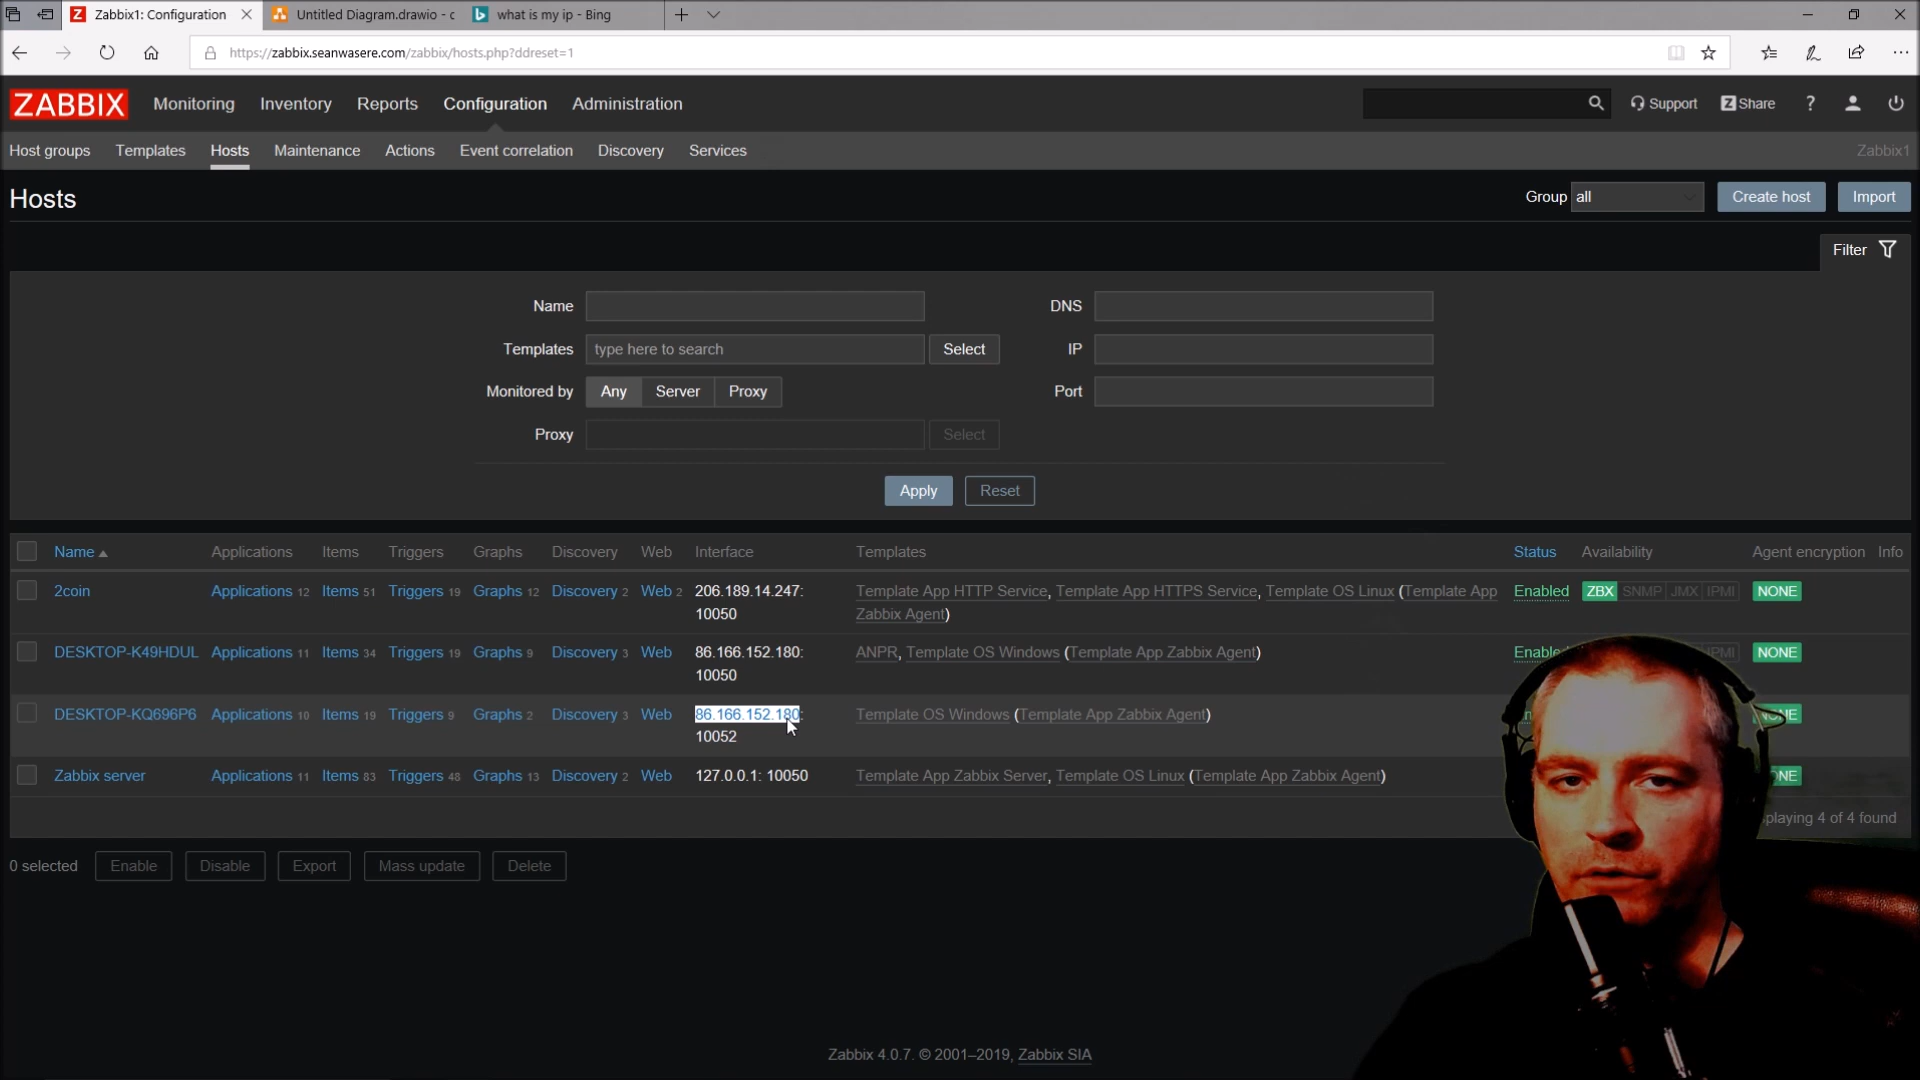 Zabbix1: Configuration
Untitled Diagram.drawio - c
what is my ip - Bing
https://zabbix.seanwasere.com/zabbix/hosts.php?ddreset=1
ZABBIX Monitoring Inventory Reports Configuration Administration Support Share ?
Host groups Templates Hosts Maintenance Actions Event correlation Discovery Services Zabbix1
Hosts Group all Create host Import
Filter
Name DNS
Templates type here to search Select IP
Monitored by Any Server Proxy Port
Proxy Select
Apply Reset
Name Applications Items Triggers Graphs Discovery Web Interface Templates Status Availability Agent encryption Info
2coin Applications 12 Items 51 Triggers 19 Graphs 12 Discovery 2 Web 2 206.189.14.247: Template App HTTP Service, Template App HTTPS Service, Template OS Linux (Template App Enabled ZBX SNMP JMX IPMI NONE
10050 Zabbix Agent)
DESKTOP-K49HDUL Applications 11 Items 34 Triggers 19 Graphs 9 Discovery 3 Web 86.166.152.180: ANPR, Template OS Windows (Template App Zabbix Agent) NONE
10050
DESKTOP-KQ696P6 Applications 10 Items 19 Triggers 9 Graphs 2 Discovery 3 Web 86.166.152.180: Template OS Windows (Template App Zabbix Agent)
10052
Zabbix server Applications 11 Items 83 Triggers 48 Graphs 13 Discovery 2 Web 127.0.0.1: 10050 Template App Zabbix Server, Template OS Linux (Template App Zabbix Agent)
playing 4 of 4 found
0 selected Enable Disable Export Mass update Delete
Zabbix 4.0.7. © 2001–2019, Zabbix SIA